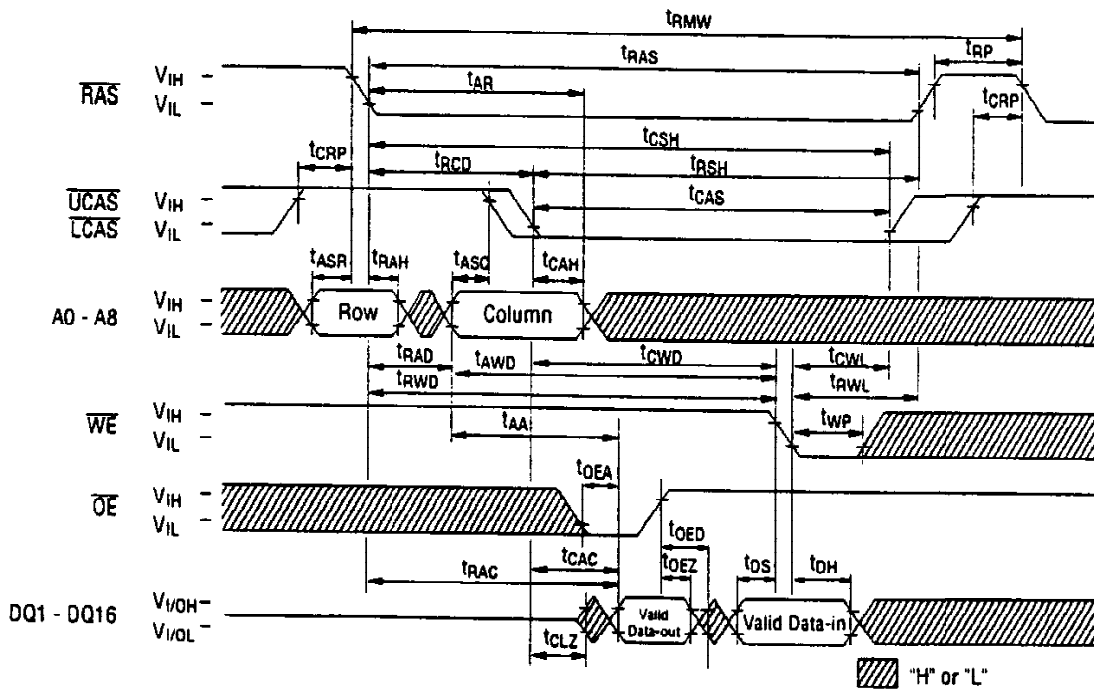 tRMW
tRP
tRAS
tAR
VIH
RAS
VIL
tCRP
tCSH
tCRP
tRCD
tRSH
VIH
UCAS
LCAS
VIL
tCAS
tASR
tRAH
tASC
tCAH
VIH
A0 - A8
VIL
Row
Column
tRAD
tAWD
tCWD
tCWL
tRWD
tRWL
VIH
WE
VIL
tAA
tWP
tOEA
VIH
OE
VIL
tOED
tCAC
tOEZ
tDS
tDH
tRAC
DQ1 - DQ16
VI/OH
VI/OL
Valid
Data-out
Valid Data-in
tCLZ
"H" or "L"